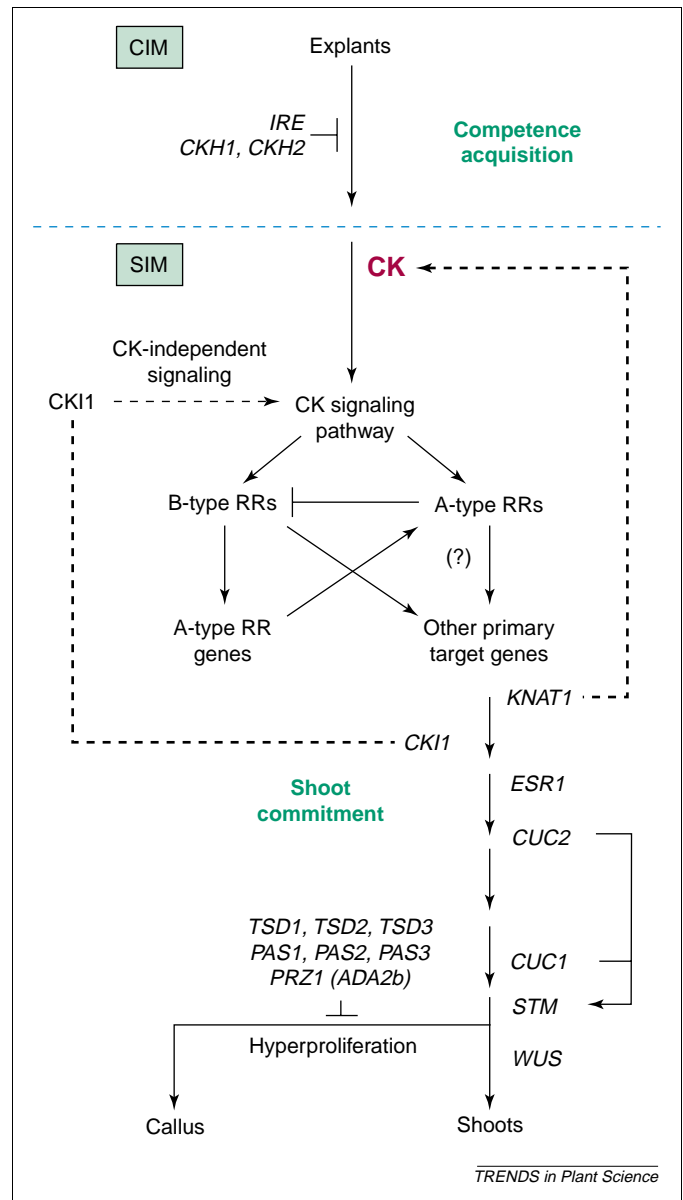 CIM
Explants
IRE
CKH1, CKH2
Competence
acquisition
SIM
CK
CK-independent
signaling
CKI1
CK signaling
pathway
B-type RRs
A-type RRs
(?)
A-type RR
genes
Other primary
target genes
KNAT1
CKI1
ESR1
Shoot
commitment
CUC2
TSD1, TSD2, TSD3
PAS1, PAS2, PAS3
PRZ1 (ADA2b)
CUC1
STM
Hyperproliferation
WUS
Callus
Shoots
TRENDS in Plant Science